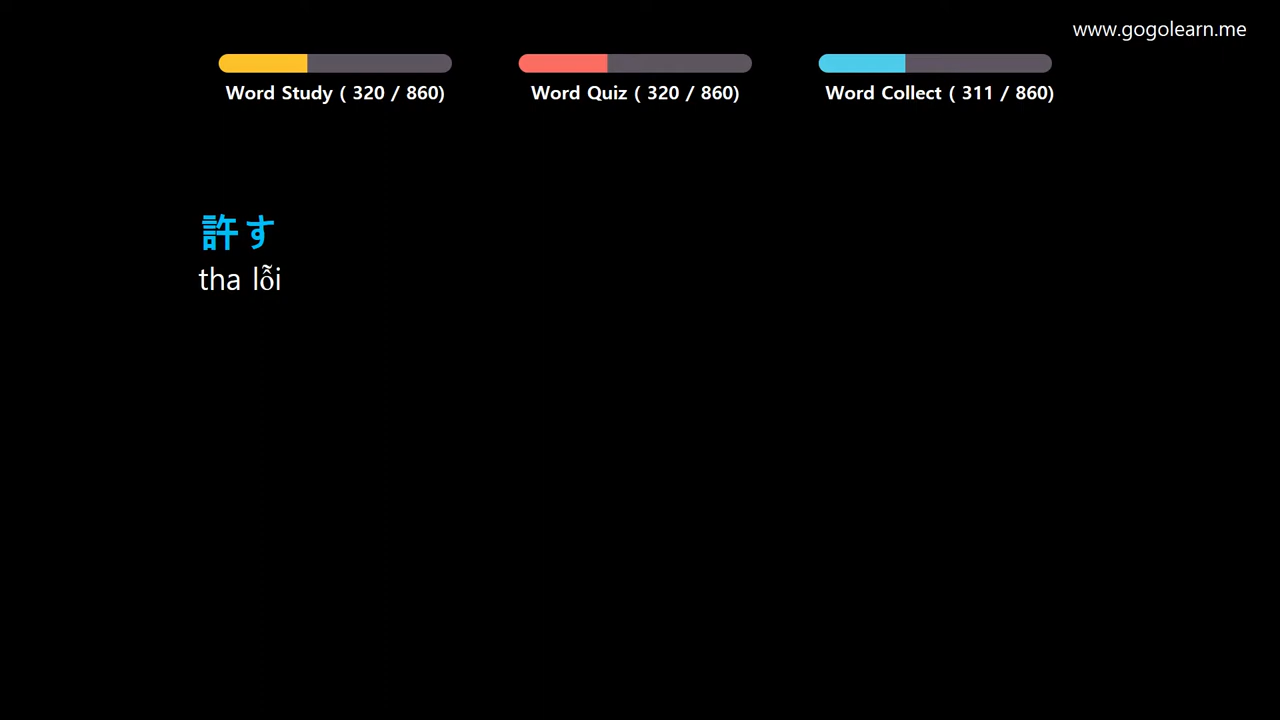 www.gogolearn.me
Word Study ( 320 / 860)
Word Quiz ( 320 / 860)
Word Collect ( 311 / 860)
許す
tha lỗi